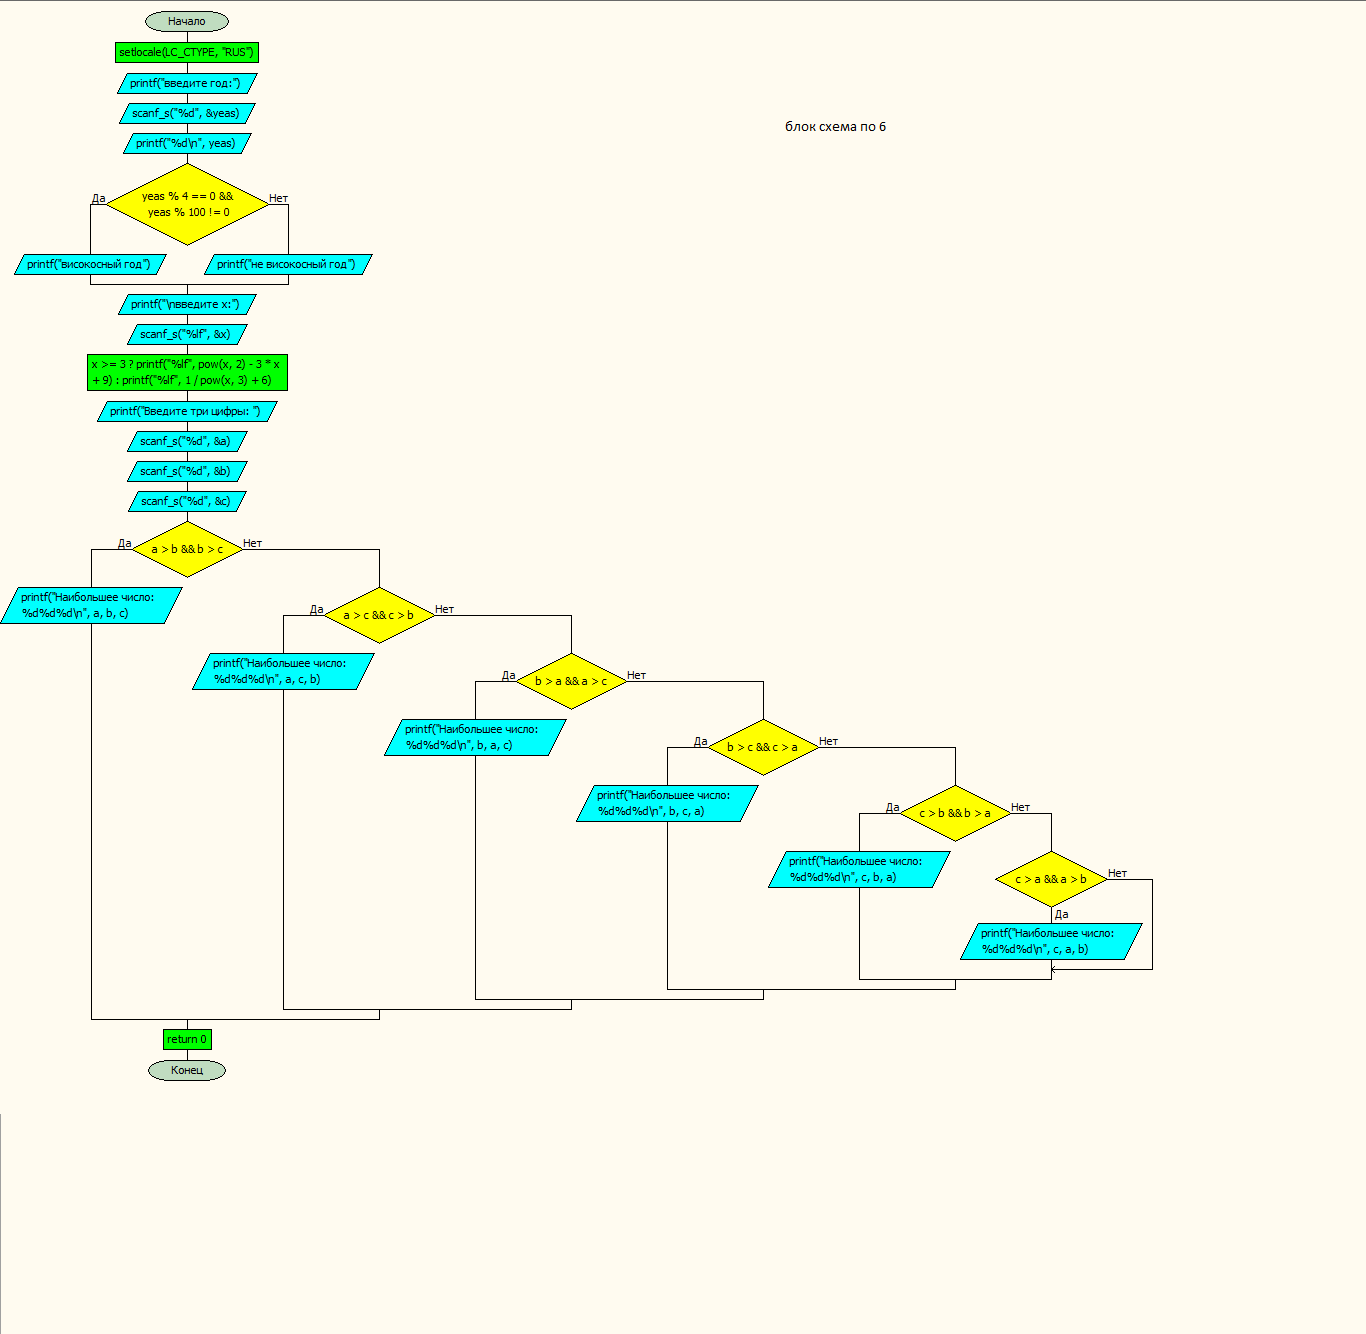 Начало
setlocale(LC_CTYPE, "RUS")
printf("введите год:")
scanf_s("%d", &yeas)
printf("%d\n", yeas)
блок схема по 6
Да
yeas % 4 == 0 &&
yeas % 100 != 0
Нет
printf("високосный год")
printf("не високосный год")
printf("\nвведите x:")
scanf_s("%lf", &x)
x >= 3 ? printf("%lf", pow(x, 2) - 3 * x
+ 9) : printf("%lf", 1 / pow(x, 3) + 6)
printf("Введите три цифры: ")
scanf_s("%d", &a)
scanf_s("%d", &b)
scanf_s("%d", &c)
Да
a > b && b > c
Нет
printf("Наибольшее число:
%d%d%d\n", a, b, c)
Да
a > c && c > b
Нет
printf("Наибольшее число:
%d%d%d\n", a, c, b)
Да
b > a && a > c
Нет
printf("Наибольшее число:
%d%d%d\n", b, a, c)
Да
b > c && c > a
Нет
printf("Наибольшее число:
%d%d%d\n", b, c, a)
Да
c > b && b > a
Нет
printf("Наибольшее число:
%d%d%d\n", c, b, a)
c > a && a > b
Нет
Да
printf("Наибольшее число:
%d%d%d\n", c, a, b)
return 0
Конец